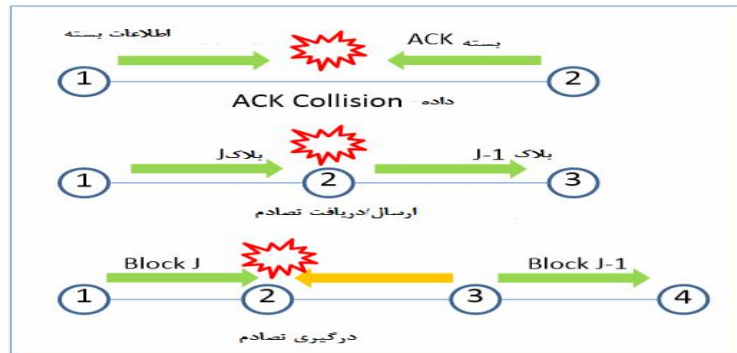 اطلاعات بسته
بسته ACK
1 2
داده- ACK Collision
بلاکJ
بلاک J-1
1 2 3
ارسال/دریافت تصادم
Block J
Block J-1
1 2 3 4
درگیری تصادم